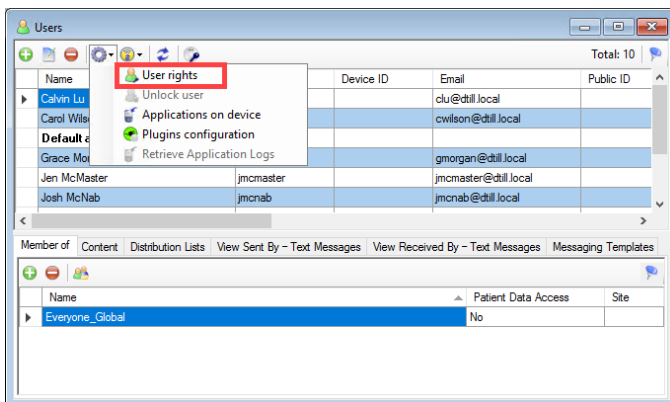 Users
Total: 10
Name Device ID Email Public ID
User rights
Unlock user
Applications on device
Plugins configuration
Retrieve Application Logs
Calvin Lu clu@dtill.local
Carol Wils cwilson@dtill.local
Default a
Grace Mor gmorgan@dtill.local
Jen McMaster jmcmaster jmcmaster@dtill.local
Josh McNab jmcnab jmcnab@dtill.local
Member of Content Distribution Lists View Sent By - Text Messages View Received By - Text Messages Messaging Templates
Name Patient Data Access Site
Everyone_Global No